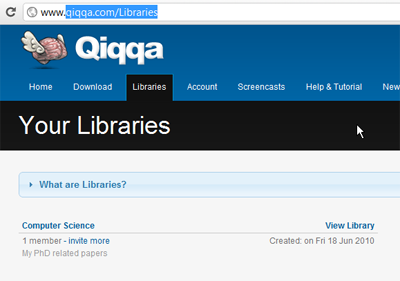 www.qiqqa.com/Libraries
Qiqqa
Home Download Libraries Account Screencasts Help & Tutorial New
Your Libraries
What are Libraries?
Computer Science View Library
1 member - invite more Created: on Fri 18 Jun 2010
My PhD related papers